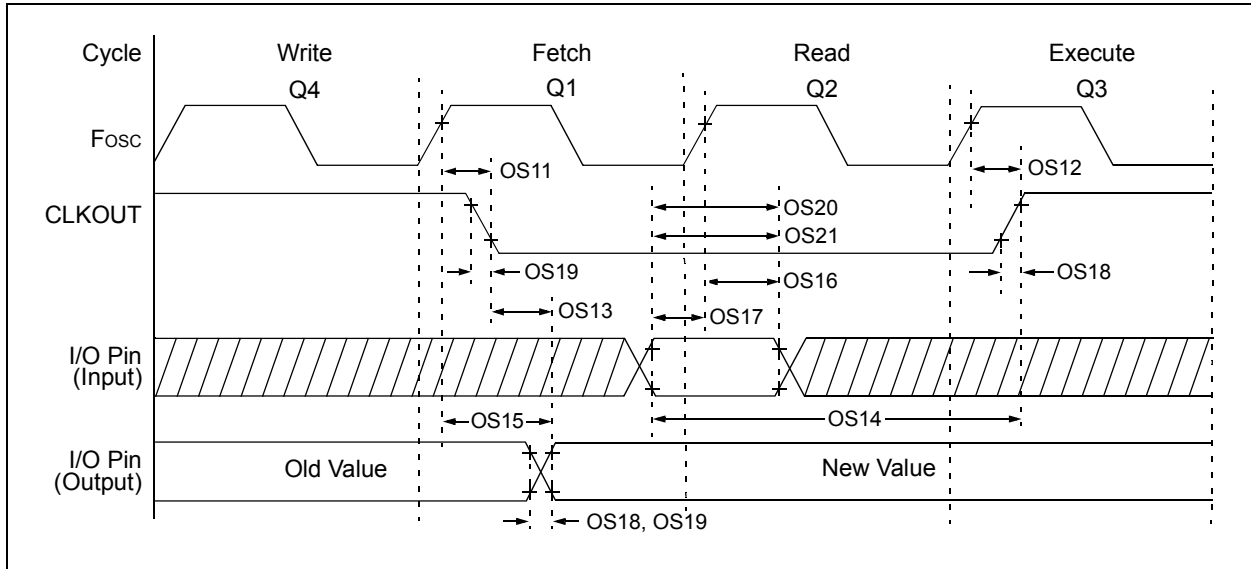 Cycle Write Fetch Read Execute
Q4 Q1 Q2 Q3
Fosc
OS11 OS12
CLKOUT
OS20
OS21
OS19 OS16 OS18
OS13 OS17
I/O Pin
(Input)
OS15 OS14
I/O Pin
(Output)
Old Value New Value
OS18, OS19